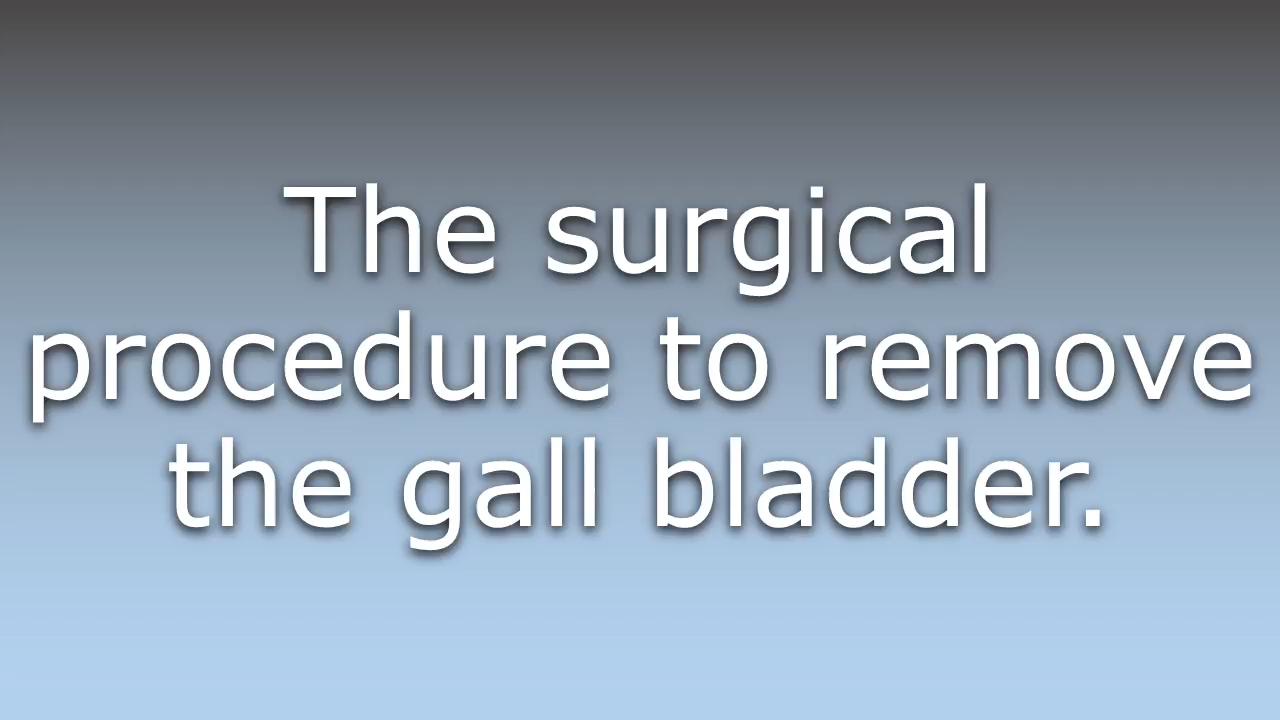 The surgical
procedure to remove
the gall bladder.